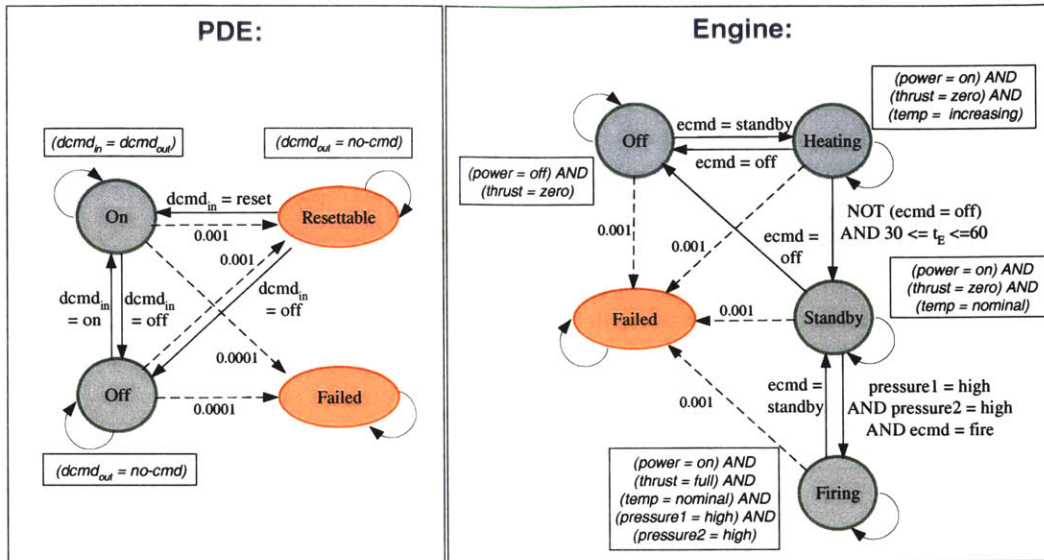 PDE:
(dcmd_in = dcmd_out)
(dcmd_out = no-cmd)
On
dcmd_in = reset
Resettable
0.001
0.001
dcmd_in
= on
dcmd_in
= off
dcmd_in
= off
0.0001
Off
0.0001
Failed
(dcmd_out = no-cmd)
Engine:
(power = on) AND
(thrust = zero) AND
(temp = increasing)
Off
ecmd = standby
Heating
ecmd = off
(power = off) AND
(thrust = zero)
NOT (ecmd = off)
AND 30 <= t_E <=60
0.001
0.001
ecmd =
off
(power = on) AND
(thrust = zero) AND
(temp = nominal)
Failed
0.001
Standby
0.001
ecmd =
standby
pressure1 = high
AND pressure2 = high
AND ecmd = fire
(power = on) AND
(thrust = full) AND
(temp = nominal) AND
(pressure1 = high) AND
(pressure2 = high)
Firing